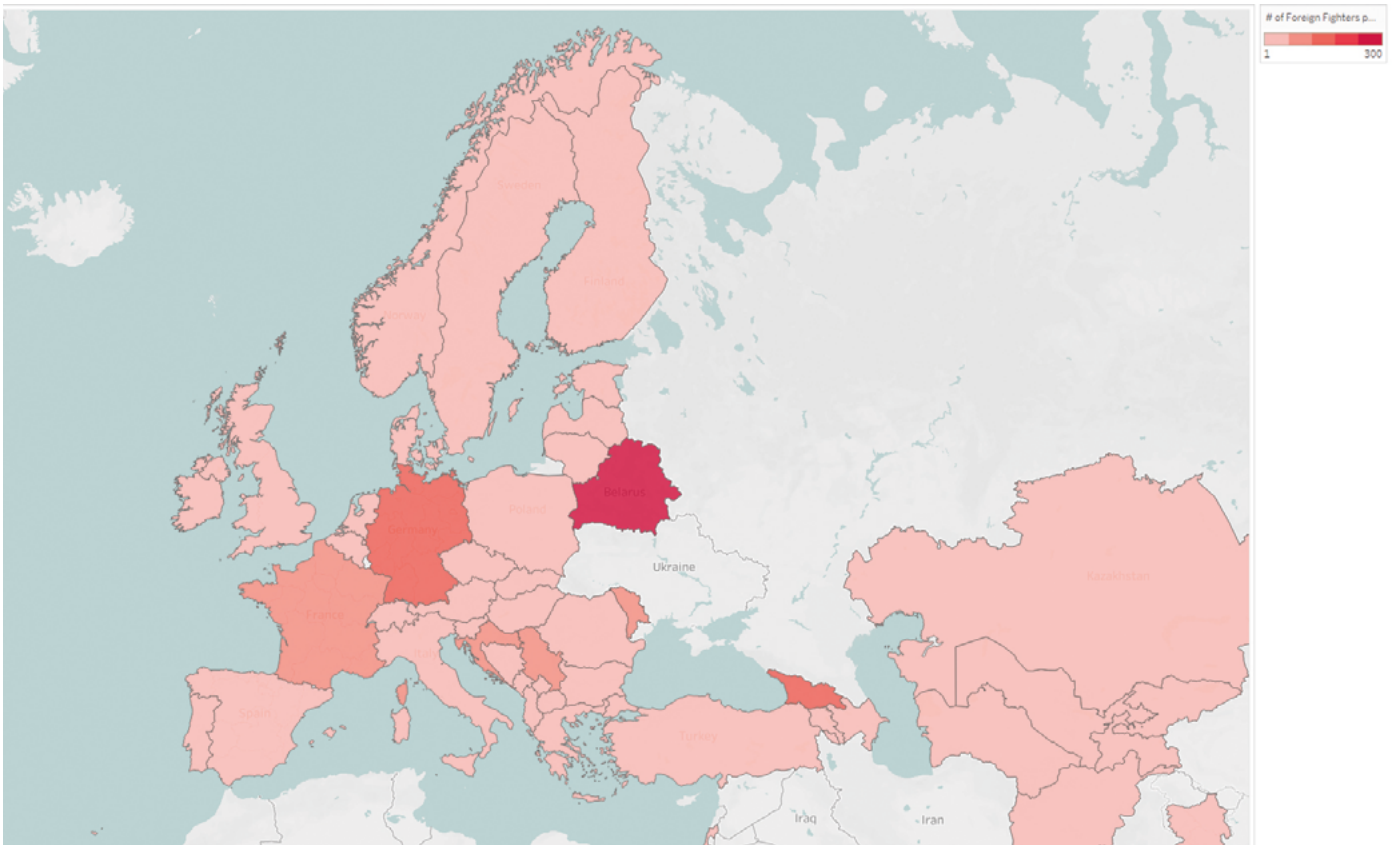 # of Foreign Fighters p...
1 300
Sweden
Finland
Norway
Belarus
Poland
Germany
Ukraine
Kazakhstan
France
Italy
Spain
Turkey
Iraq
Iran